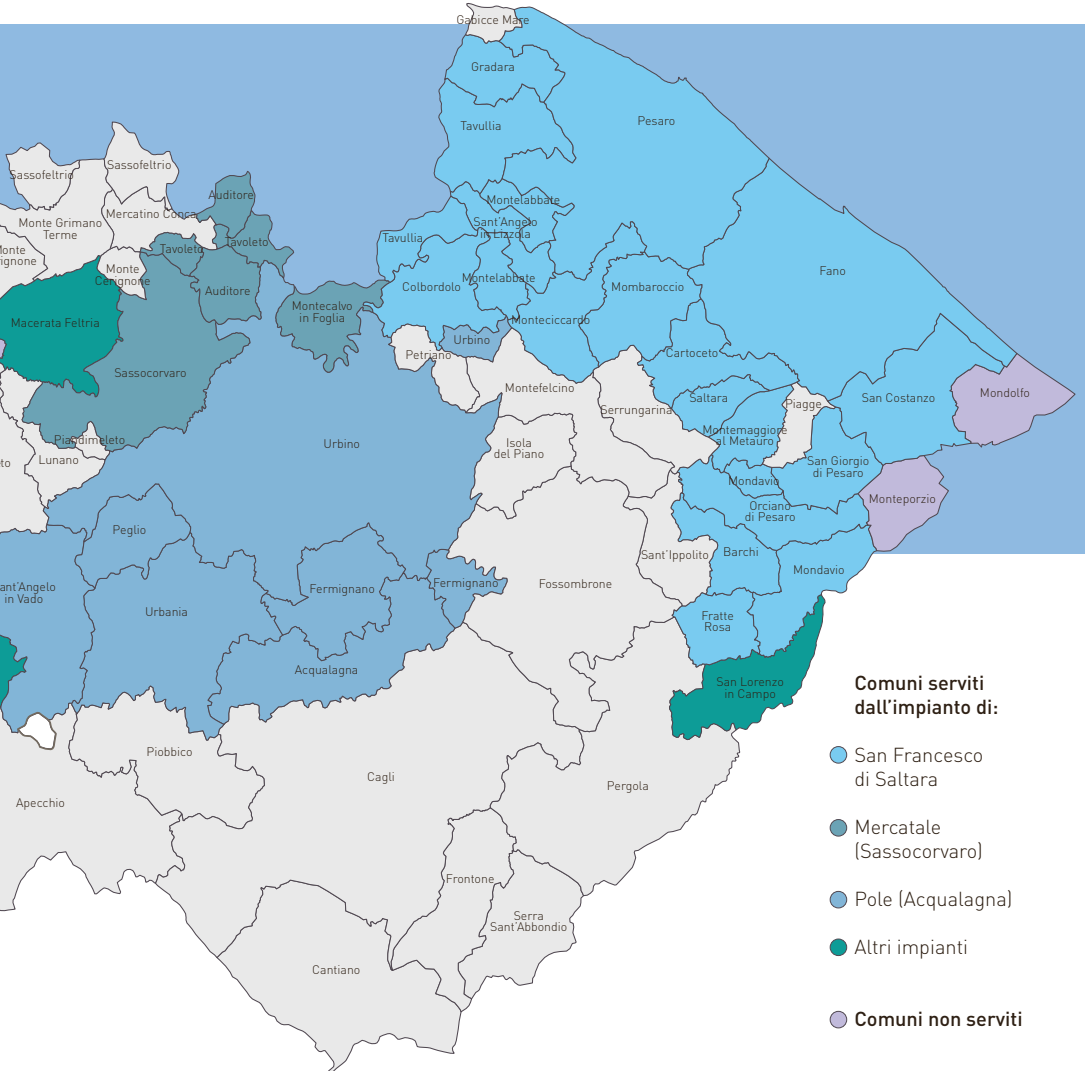 Gabicce Mare
Gradara
Pesaro
Tavullia
Sassofeltrio
Sassofeltrio
Auditore
Montelabbate
Mercatino Conca
Monte Grimano
Terme
Sant'Angelo
in Lizzola
Tavullia
Tavoleto
Tavoleto
Monte
Cerignone
Fano
Montelabbate
Colbordolo
Mombaroccio
Auditore
Montecalvo
in Foglia
Macerata Feltria
Monteciccardo
Urbino
Petriano
Cartoceto
Sassocorvaro
Montefelcino
Mondolfo
San Costanzo
Saltara
Piagge
Serrungarina
Montemaggiore
al Metauro
Piandimeleto
Urbino
Isola
del Piano
Lunano
San Giorgio
di Pesaro
Mondavio
Monteporzio
Orciano
di Pesaro
Peglio
Sant'Ippolito
Barchi
Mondavio
Fossombrone
Fermignano
Fermignano
ant'Angelo
in Vado
Urbania
Fratte
Rosa
Acqualagna
San Lorenzo
in Campo
Piobbico
Cagli
Pergola
Apecchio
Frontone
Serra
Sant'Abbondio
Cantiano
Comuni serviti
dall'impianto di:
San Francesco
di Saltara
Mercatale
(Sassocorvaro)
Pole (Acqualagna)
Altri impianti
Comuni non serviti